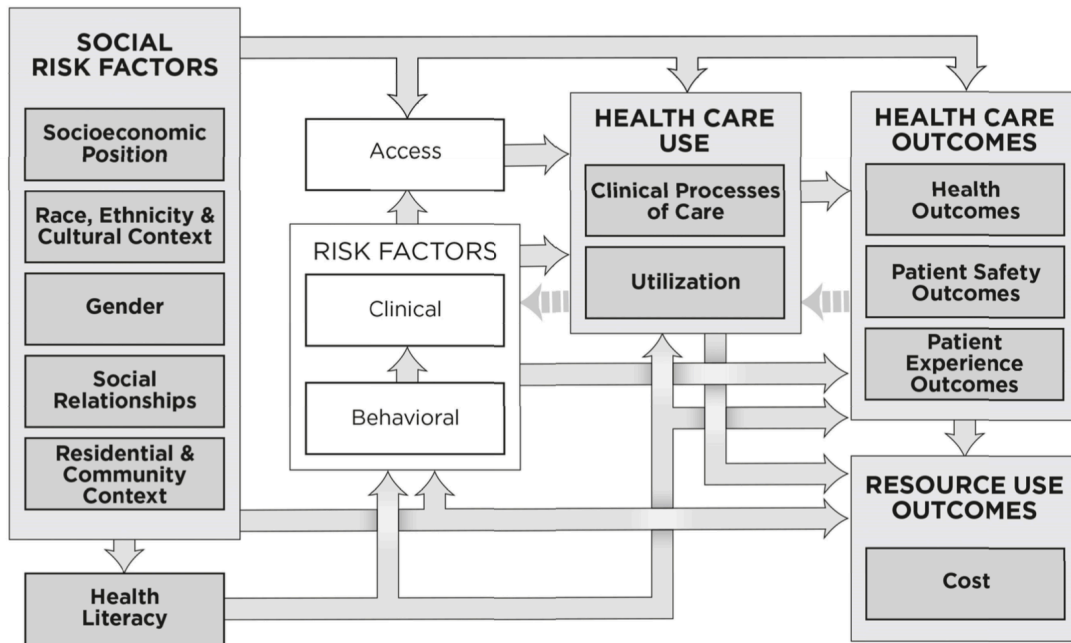 SOCIAL
RISK FACTORS
Socioeconomic
Position
Race, Ethnicity &
Cultural Context
Gender
Social
Relationships
Residential &
Community
Context
Health
Literacy
Access
RISK FACTORS
Clinical
Behavioral
HEALTH CARE
USE
Clinical Processes
of Care
Utilization
HEALTH CARE
OUTCOMES
Health
Outcomes
Patient Safety
Outcomes
Patient
Experience
Outcomes
RESOURCE USE
OUTCOMES
Cost